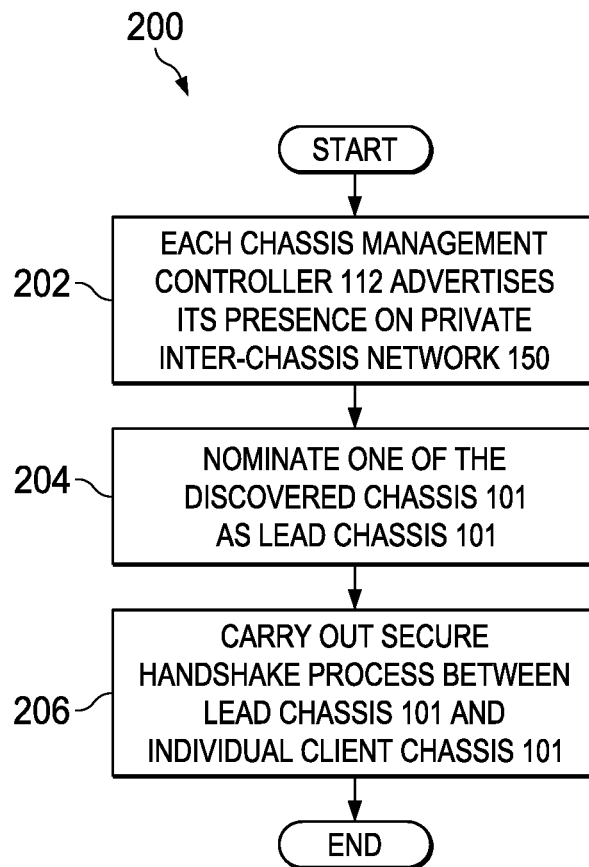 200
START
202
EACH CHASSIS MANAGEMENT
CONTROLLER 112 ADVERTISES
ITS PRESENCE ON PRIVATE
INTER-CHASSIS NETWORK 150
204
NOMINATE ONE OF THE
DISCOVERED CHASSIS 101
AS LEAD CHASSIS 101
206
CARRY OUT SECURE
HANDSHAKE PROCESS BETWEEN
LEAD CHASSIS 101 AND
INDIVIDUAL CLIENT CHASSIS 101
END